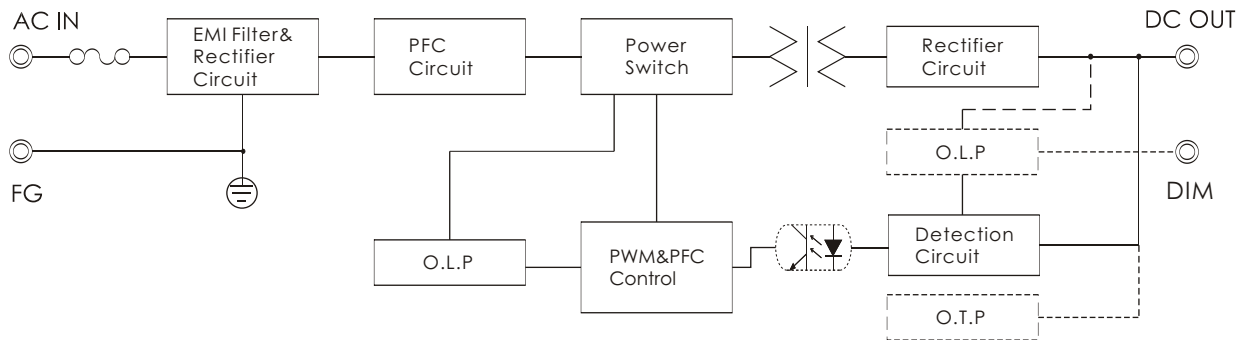 AC IN
EMI Filter&
Rectifier
Circuit
PFC
Circuit
Power
Switch
Rectifier
Circuit
DC OUT
FG
O.L.P
DIM
O.L.P
PWM&PFC
Control
Detection
Circuit
O.T.P